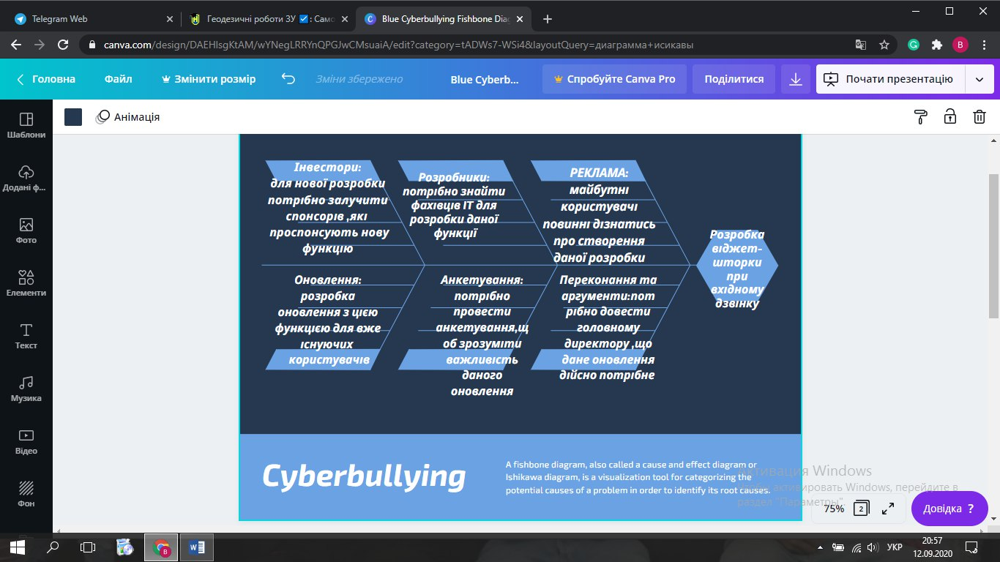 Telegram Web
Геодезичні роботи ЗУ ☑: Само
Blue Cyberbullying Fishbone Diag
canva.com/design/DAEHlsgKtAM/wYNegLRRYnQPGJwCMsuaiA/edit?category=tADWs7-WSi4&layoutQuery=диаграмма+исикавы
B
Головна
Файл
Змінити розмір
Зміни збережено
Blue Cyberb...
Спробуйте Canva Pro
Поділитися
Почати презентацію
Анімація
Шаблони
Додані ф...
Фото
Елементи
Текст
Музика
Відео
Фон
Інвестори:
для нової розробки
потрібно залучити
спонсорів ,які
проспонсують нову
функцію
Розробники:
потрібно знайти
фахівців ІТ для
розробки даної
функції
РЕКЛАМА:
майбутні
користувачі
повинні дізнатись
про створення
даної розробки
Розробка
віджет-
шторки
при
вхідному
дзвінку
Оновлення:
розробка
оновлення з цією
функцією для вже
існуючих
користувачів
Анкетування:
потрібно
провести
анкетування,щ
об зрозуміти
важливість
даного
оновлення
Переконання та
аргументи:пот
рібно довести
головному
директору ,що
дане оновлення
дійсно потрібне
Cyberbullying
A fishbone diagram, also called a cause and effect diagram or
Ishikawa diagram, is a visualization tool for categorizing the
potential causes of a problem in order to identify its root causes.
Активация Windows
Чтобы активировать Windows, перейдите в
раздел "Параметры".
75%
2
Довідка ?
УКР
20:57
12.09.2020